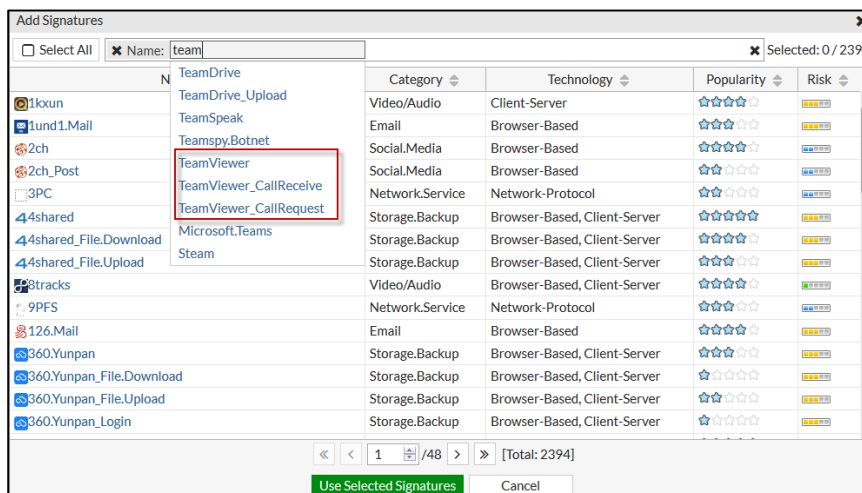 Add Signatures
Select All Name: team Selected: 0 / 239
N Category Technology Popularity Risk
TeamDrive
TeamDrive_Upload
TeamSpeak
Teamspy.Botnet
TeamViewer
TeamViewer_CallReceive
TeamViewer_CallRequest
Microsoft.Teams
Steam
1kxun Video/Audio Client-Server
1und1.Mail Email Browser-Based
2ch Social.Media Browser-Based
2ch_Post Social.Media Browser-Based
3PC Network.Service Network-Protocol
4shared Storage.Backup Browser-Based, Client-Server
4shared_File.Download Storage.Backup Browser-Based, Client-Server
4shared_File.Upload Storage.Backup Browser-Based, Client-Server
8tracks Video/Audio Browser-Based, Client-Server
9PFS Network.Service Network-Protocol
126.Mail Email Browser-Based
360.Yunpan Storage.Backup Browser-Based, Client-Server
360.Yunpan_File.Download Storage.Backup Browser-Based, Client-Server
360.Yunpan_File.Upload Storage.Backup Browser-Based, Client-Server
360.Yunpan_Login Storage.Backup Browser-Based, Client-Server
1 /48 [Total: 2394]
Use Selected Signatures Cancel